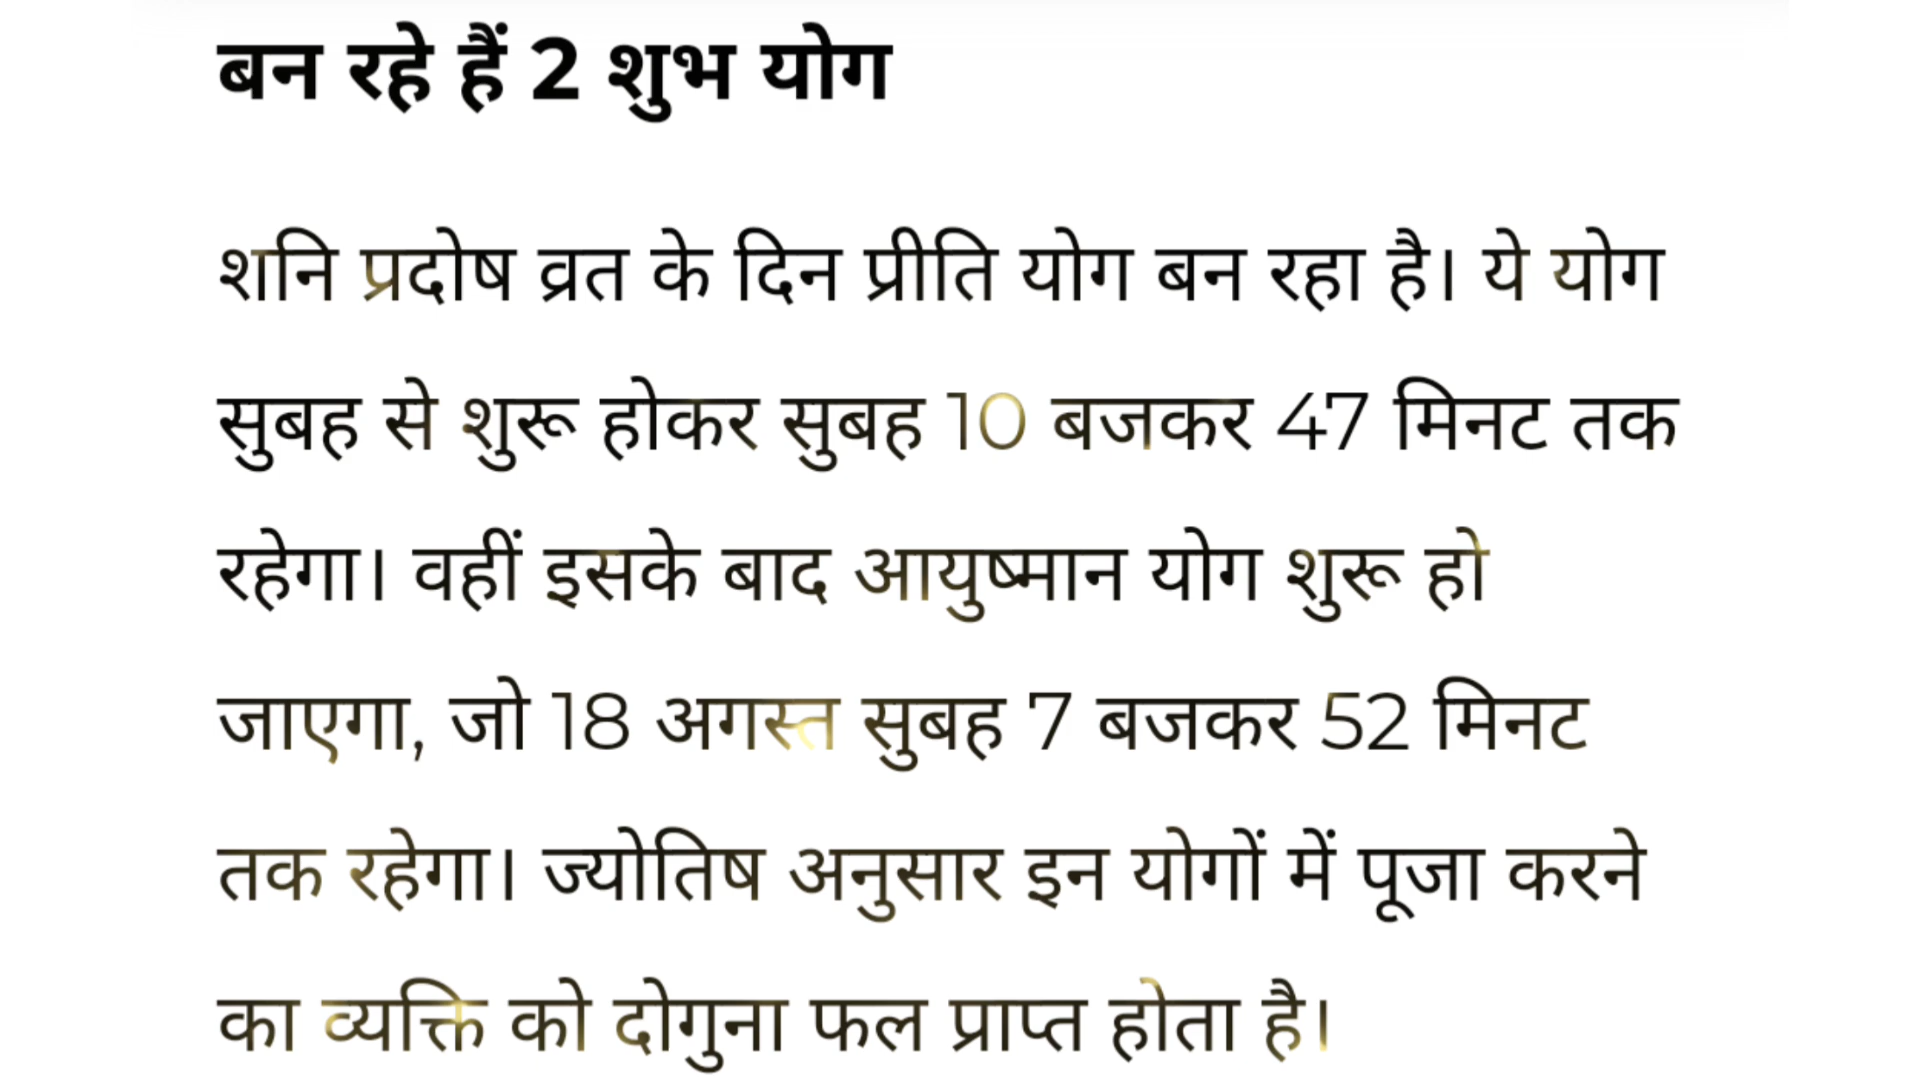 बन रहे हैं 2 शुभ योग
शनि प्रदोष व्रत के दिन प्रीति योग बन रहा है। ये योग
सुबह से शुरू होकर सुबह 10 बजकर 47 मिनट तक
रहेगा। वहीं इसके बाद आयुष्मान योग शुरू हो
जाएगा, जो 18 अगस्त सुबह 7 बजकर 52 मिनट
तक रहेगा। ज्योतिष अनुसार इन योगों में पूजा करने
का व्यक्ति को दोगुना फल प्राप्त होता है।